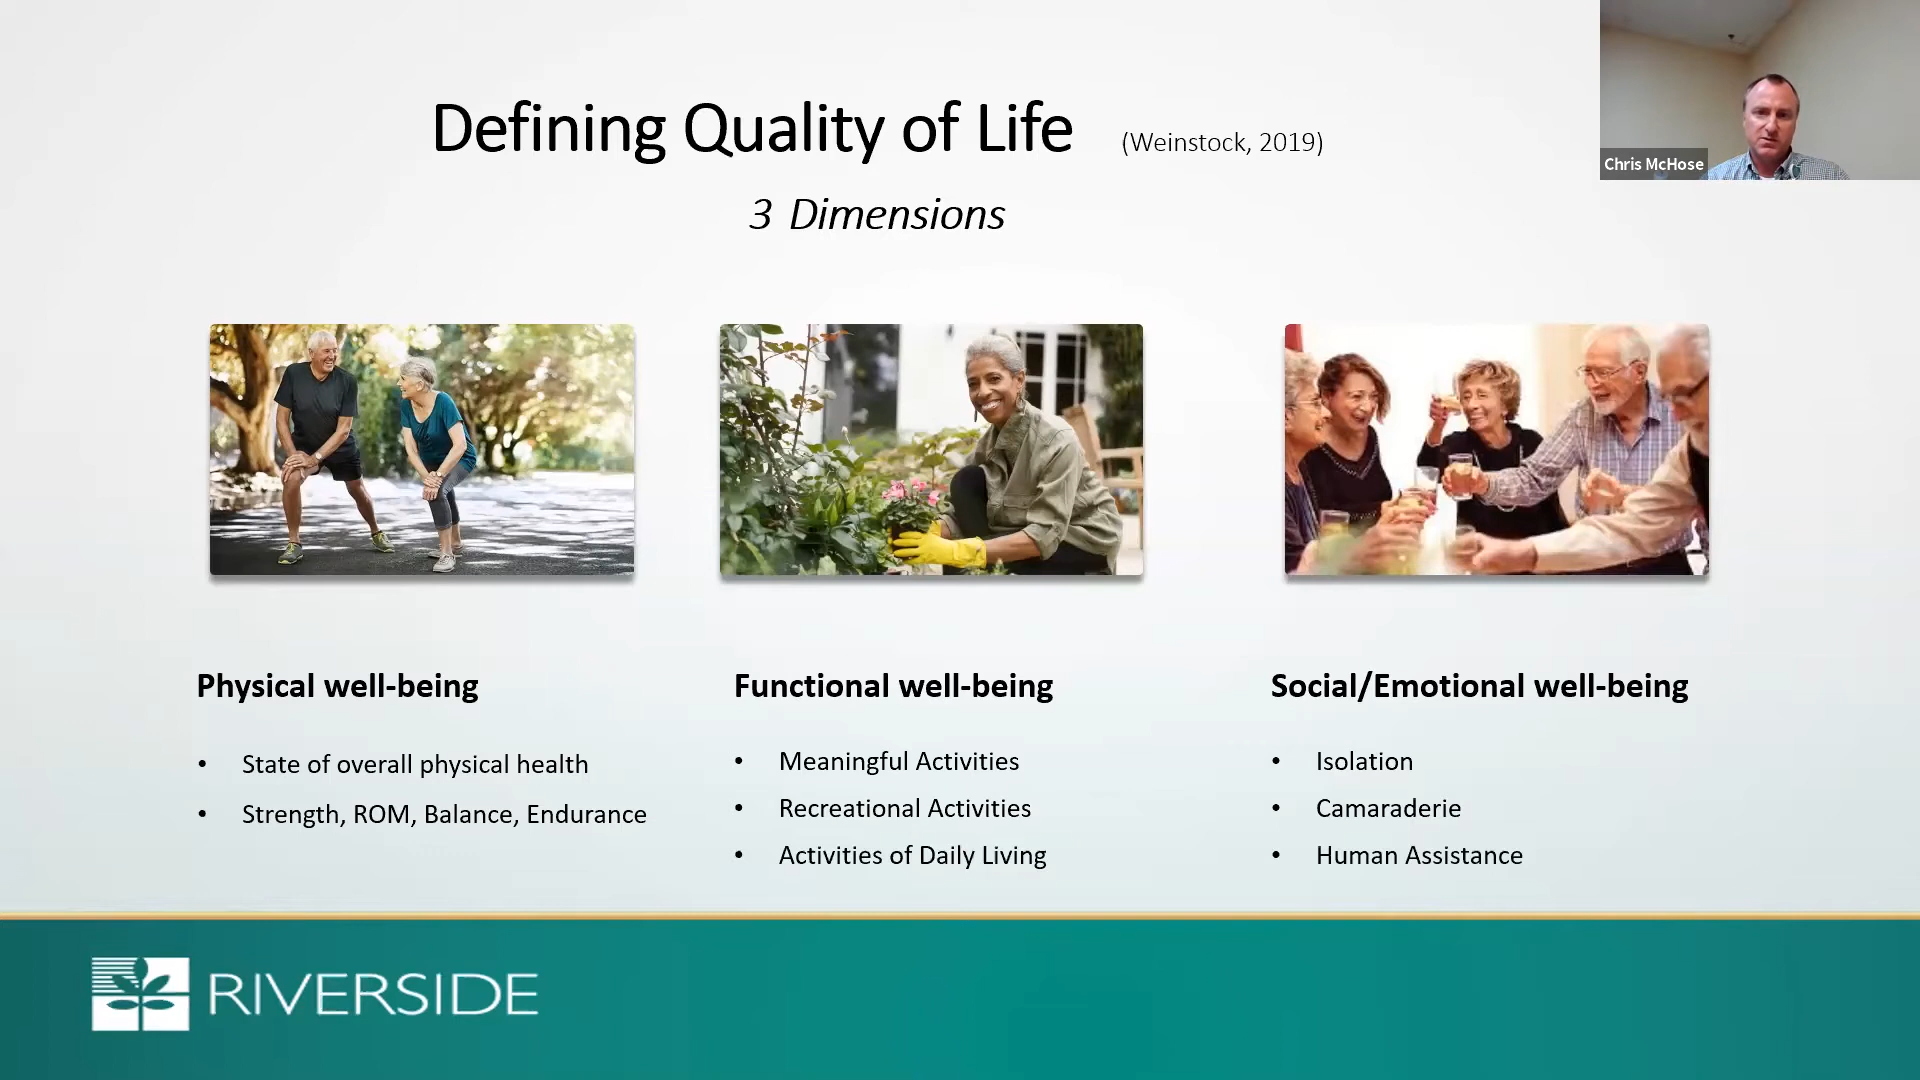 Defining Quality of Life (Weinstock, 2019)
3 Dimensions
Chris McHose
Physical well-being
• State of overall physical health
• Strength, ROM, Balance, Endurance
Functional well-being
• Meaningful Activities
• Recreational Activities
• Activities of Daily Living
Social/Emotional well-being
• Isolation
• Camaraderie
• Human Assistance
RIVERSIDE